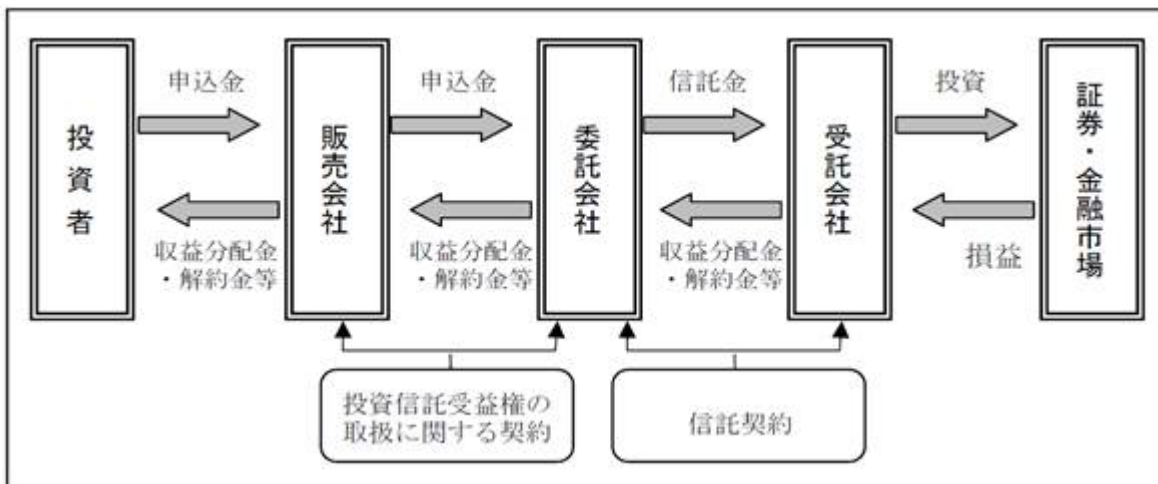 投資者
申込金
収益分配金
・解約金等
販売会社
申込金
収益分配金
・解約金等
委託会社
信託金
収益分配金
・解約金等
受託会社
投資
損益
証券・金融市場
投資信託受益権の
取扱に関する契約
信託契約